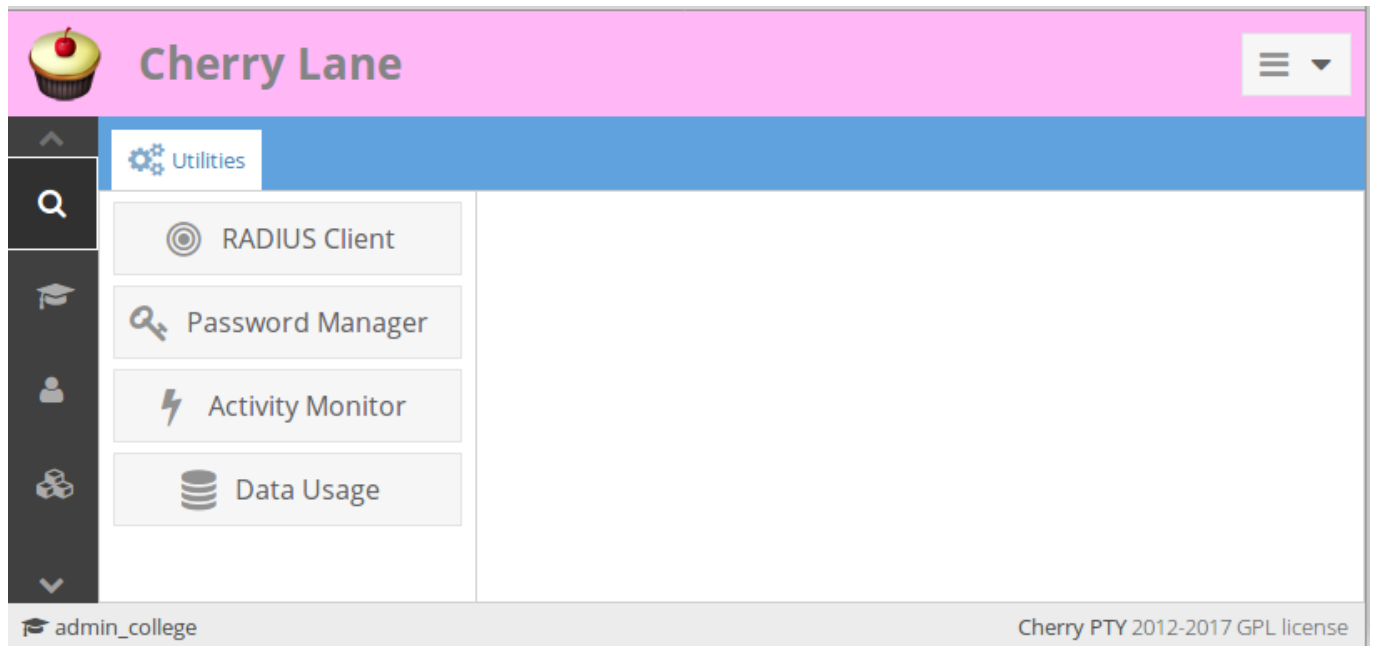 Cherry Lane
Utilities
RADIUS Client
Password Manager
Activity Monitor
Data Usage
admin_college
Cherry PTY 2012-2017 GPL license